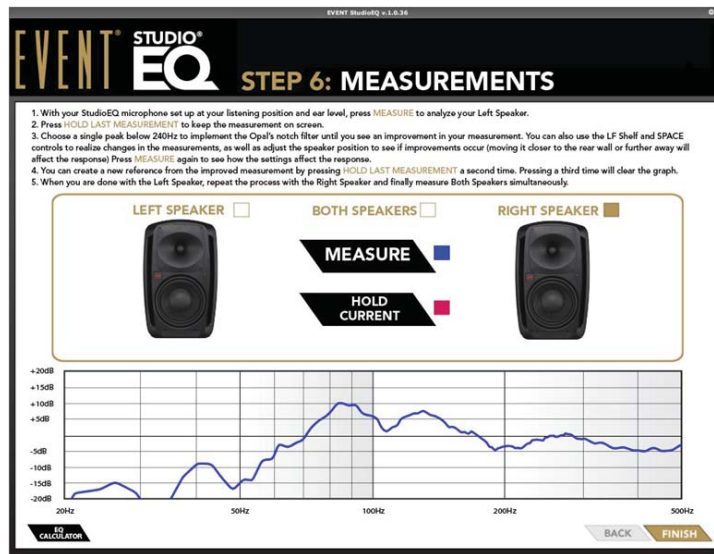 EVENT StudioEQ v.1.0.36
EVENT® STUDIO® EQ
STEP 6: MEASUREMENTS
1. With your StudioEQ microphone set up at your listening position and ear level, press MEASURE to analyze your Left Speaker.
2. Press HOLD LAST MEASUREMENT to keep the measurement on screen.
3. Choose a single peak below 240Hz to implement the Opal's notch filter until you see an improvement in your measurement. You can also use the LF Shelf and SPACE
controls to realize changes in the measurements, as well as adjust the speaker position to see if improvements occur (moving it closer to the rear wall or further away will
affect the response) Press MEASURE again to see how the settings affect the response.
4. You can create a new reference from the improved measurement by pressing HOLD LAST MEASUREMENT a second time. Pressing a third time will clear the graph.
5. When you are done with the Left Speaker, repeat the process with the Right Speaker and finally measure Both Speakers simultaneously.
LEFT SPEAKER
BOTH SPEAKERS
RIGHT SPEAKER
MEASURE
HOLD
CURRENT
+20dB
+15dB
+10dB
+5dB
-5dB
-10dB
-15dB
-20dB
20Hz
50Hz
100Hz
200Hz
500Hz
EQ
CALCULATOR
BACK
FINISH